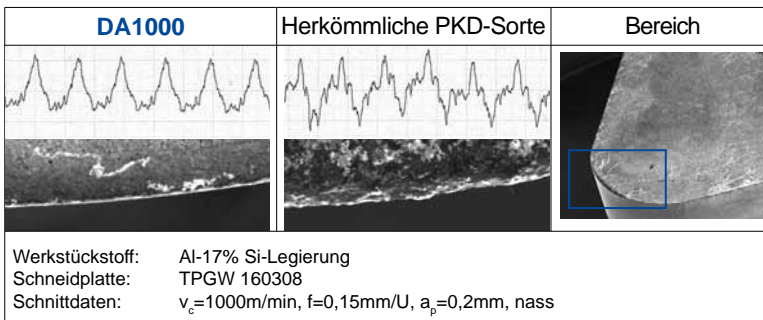 DA1000
Herkömmliche PKD-Sorte
Bereich
Werkstückstoff: Al-17% Si-Legierung
Schneidplatte: TPGW 160308
Schnittdaten: vc=1000m/min, f=0,15mm/U, ap=0,2mm, nass